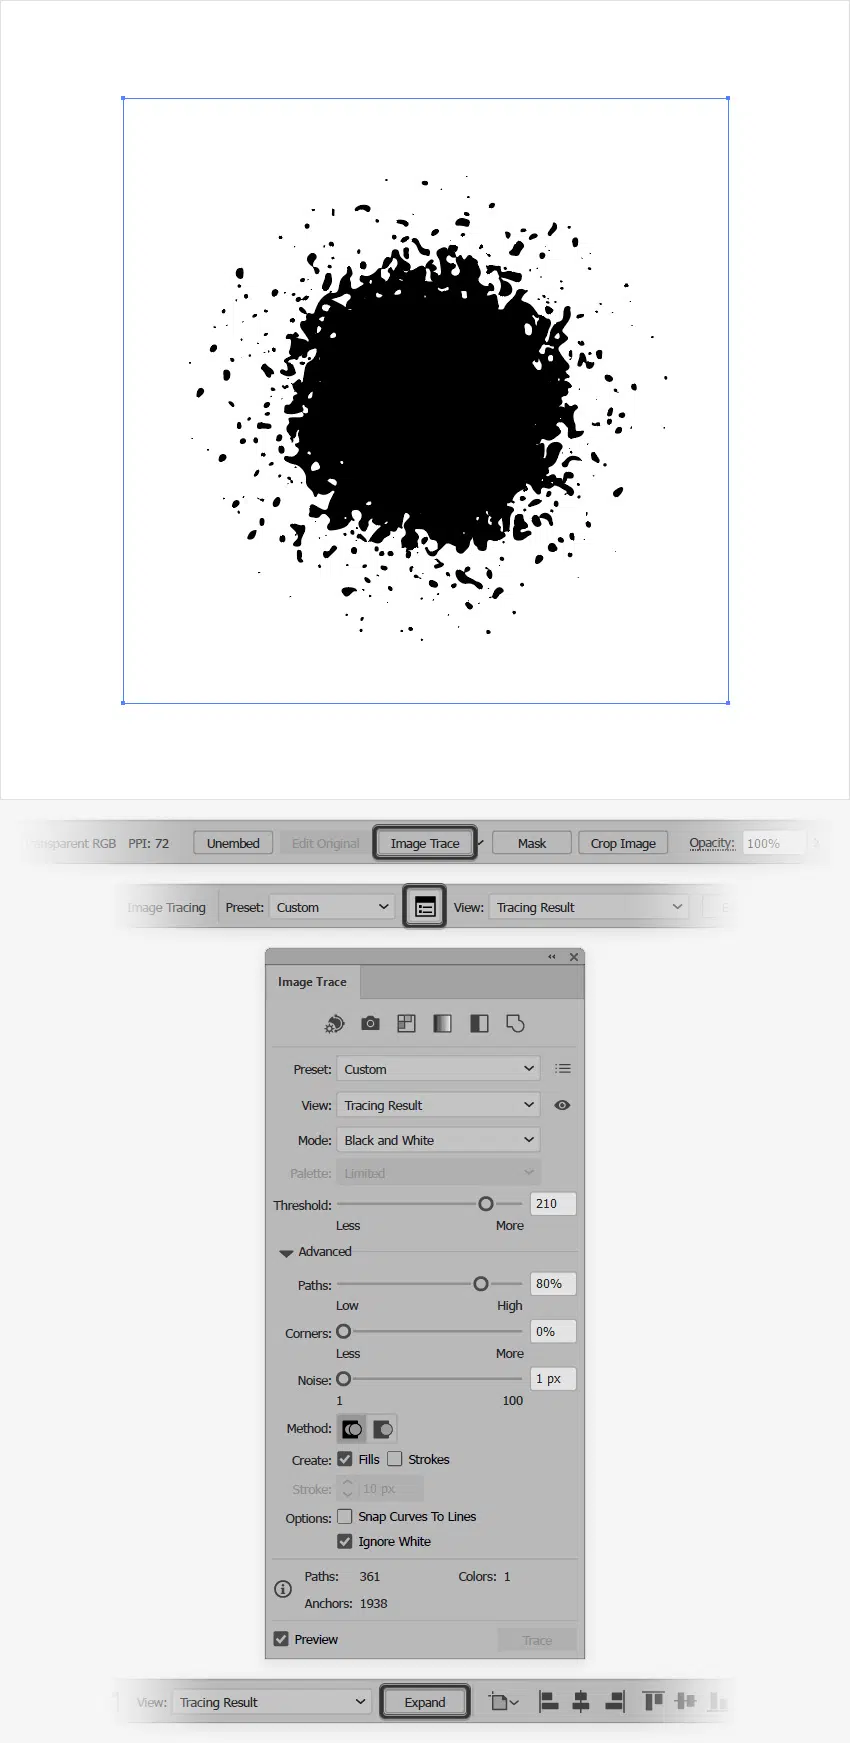 PPI: 72 Unembed Edit Original Image Trace Mask Crop Image Opacity: 100%
Image Tracing Preset: Custom View: Tracing Result
Image Trace
Preset: Custom
View: Tracing Result
Mode: Black and White
Palette: Limited
Threshold: 210
Less More
Advanced
Paths: 80%
Low High
Corners: 0%
Less More
Noise: 1 px
1 100
Method:
Create: Fills Strokes
Stroke: 10 px
Options: Snap Curves To Lines
Ignore White
Paths: 361 Colors: 1
Anchors: 1938
Preview Trace
View: Tracing Result Expand